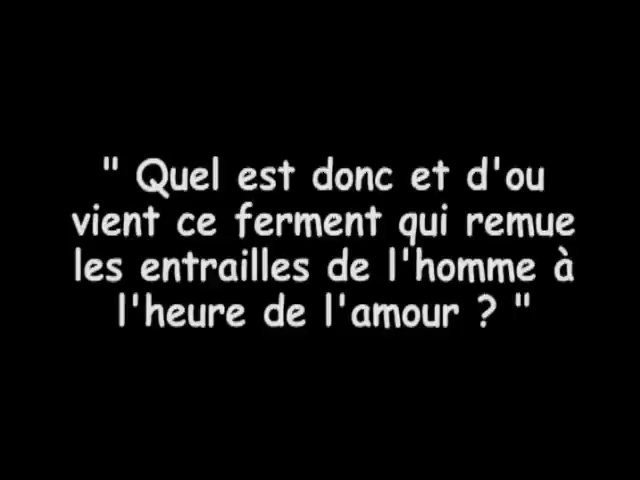 " Quel est donc et d'ou
vient ce ferment qui remue
les entrailles de l'homme à
l'heure de l'amour ? "